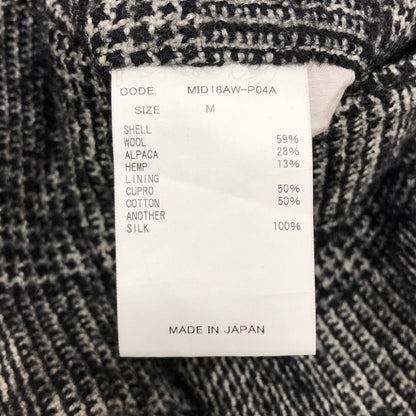 CODE. MID18AW-P04A
SIZE M
SHELL
WOOL 59%
ALPACA 28%
HEMP 13%
LINING
CUPRO 50%
COTTON 50%
ANOTHER
SILK 100%
MADE IN JAPAN